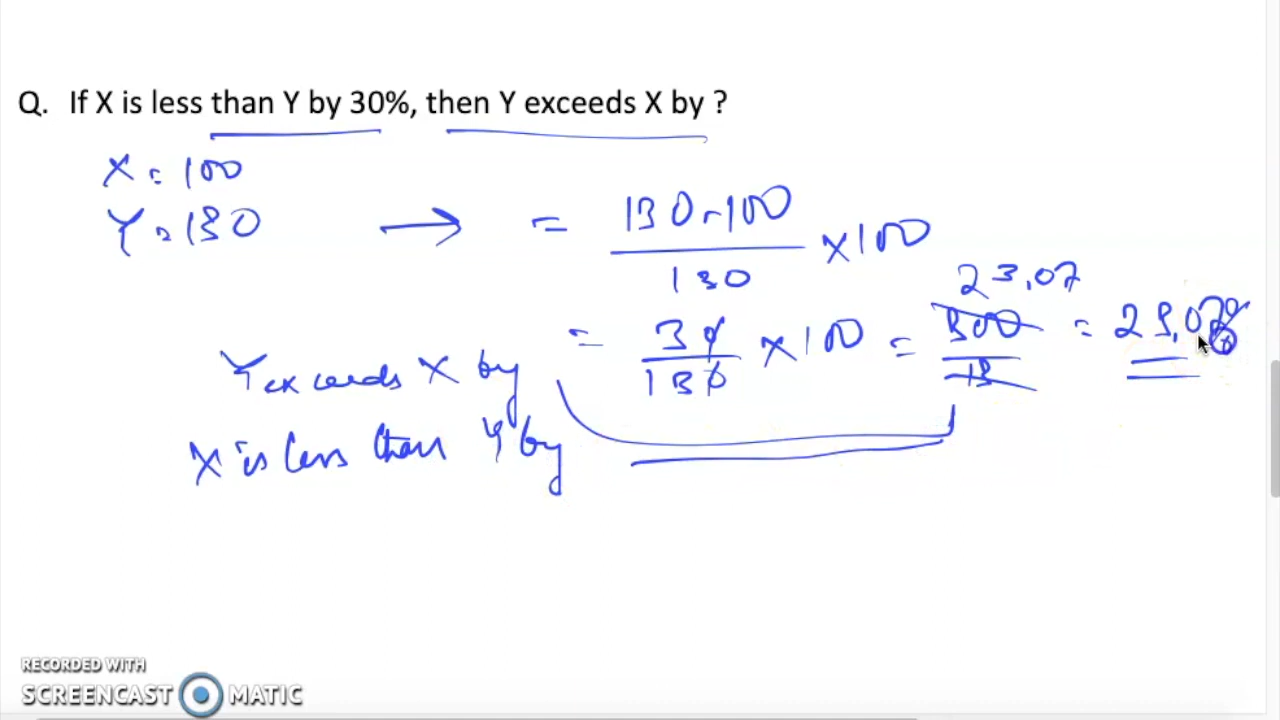 Q. If X is less than Y by 30%, then Y exceeds X by ?
X = 100
Y = 130 → = 130-100 / 130 ×100
= 30 / 130 ×100 = 300 / 13 = 23.07
23.07
Y exceeds X by
X is less than Y by
RECORDED WITH
SCREENCAST MATIC